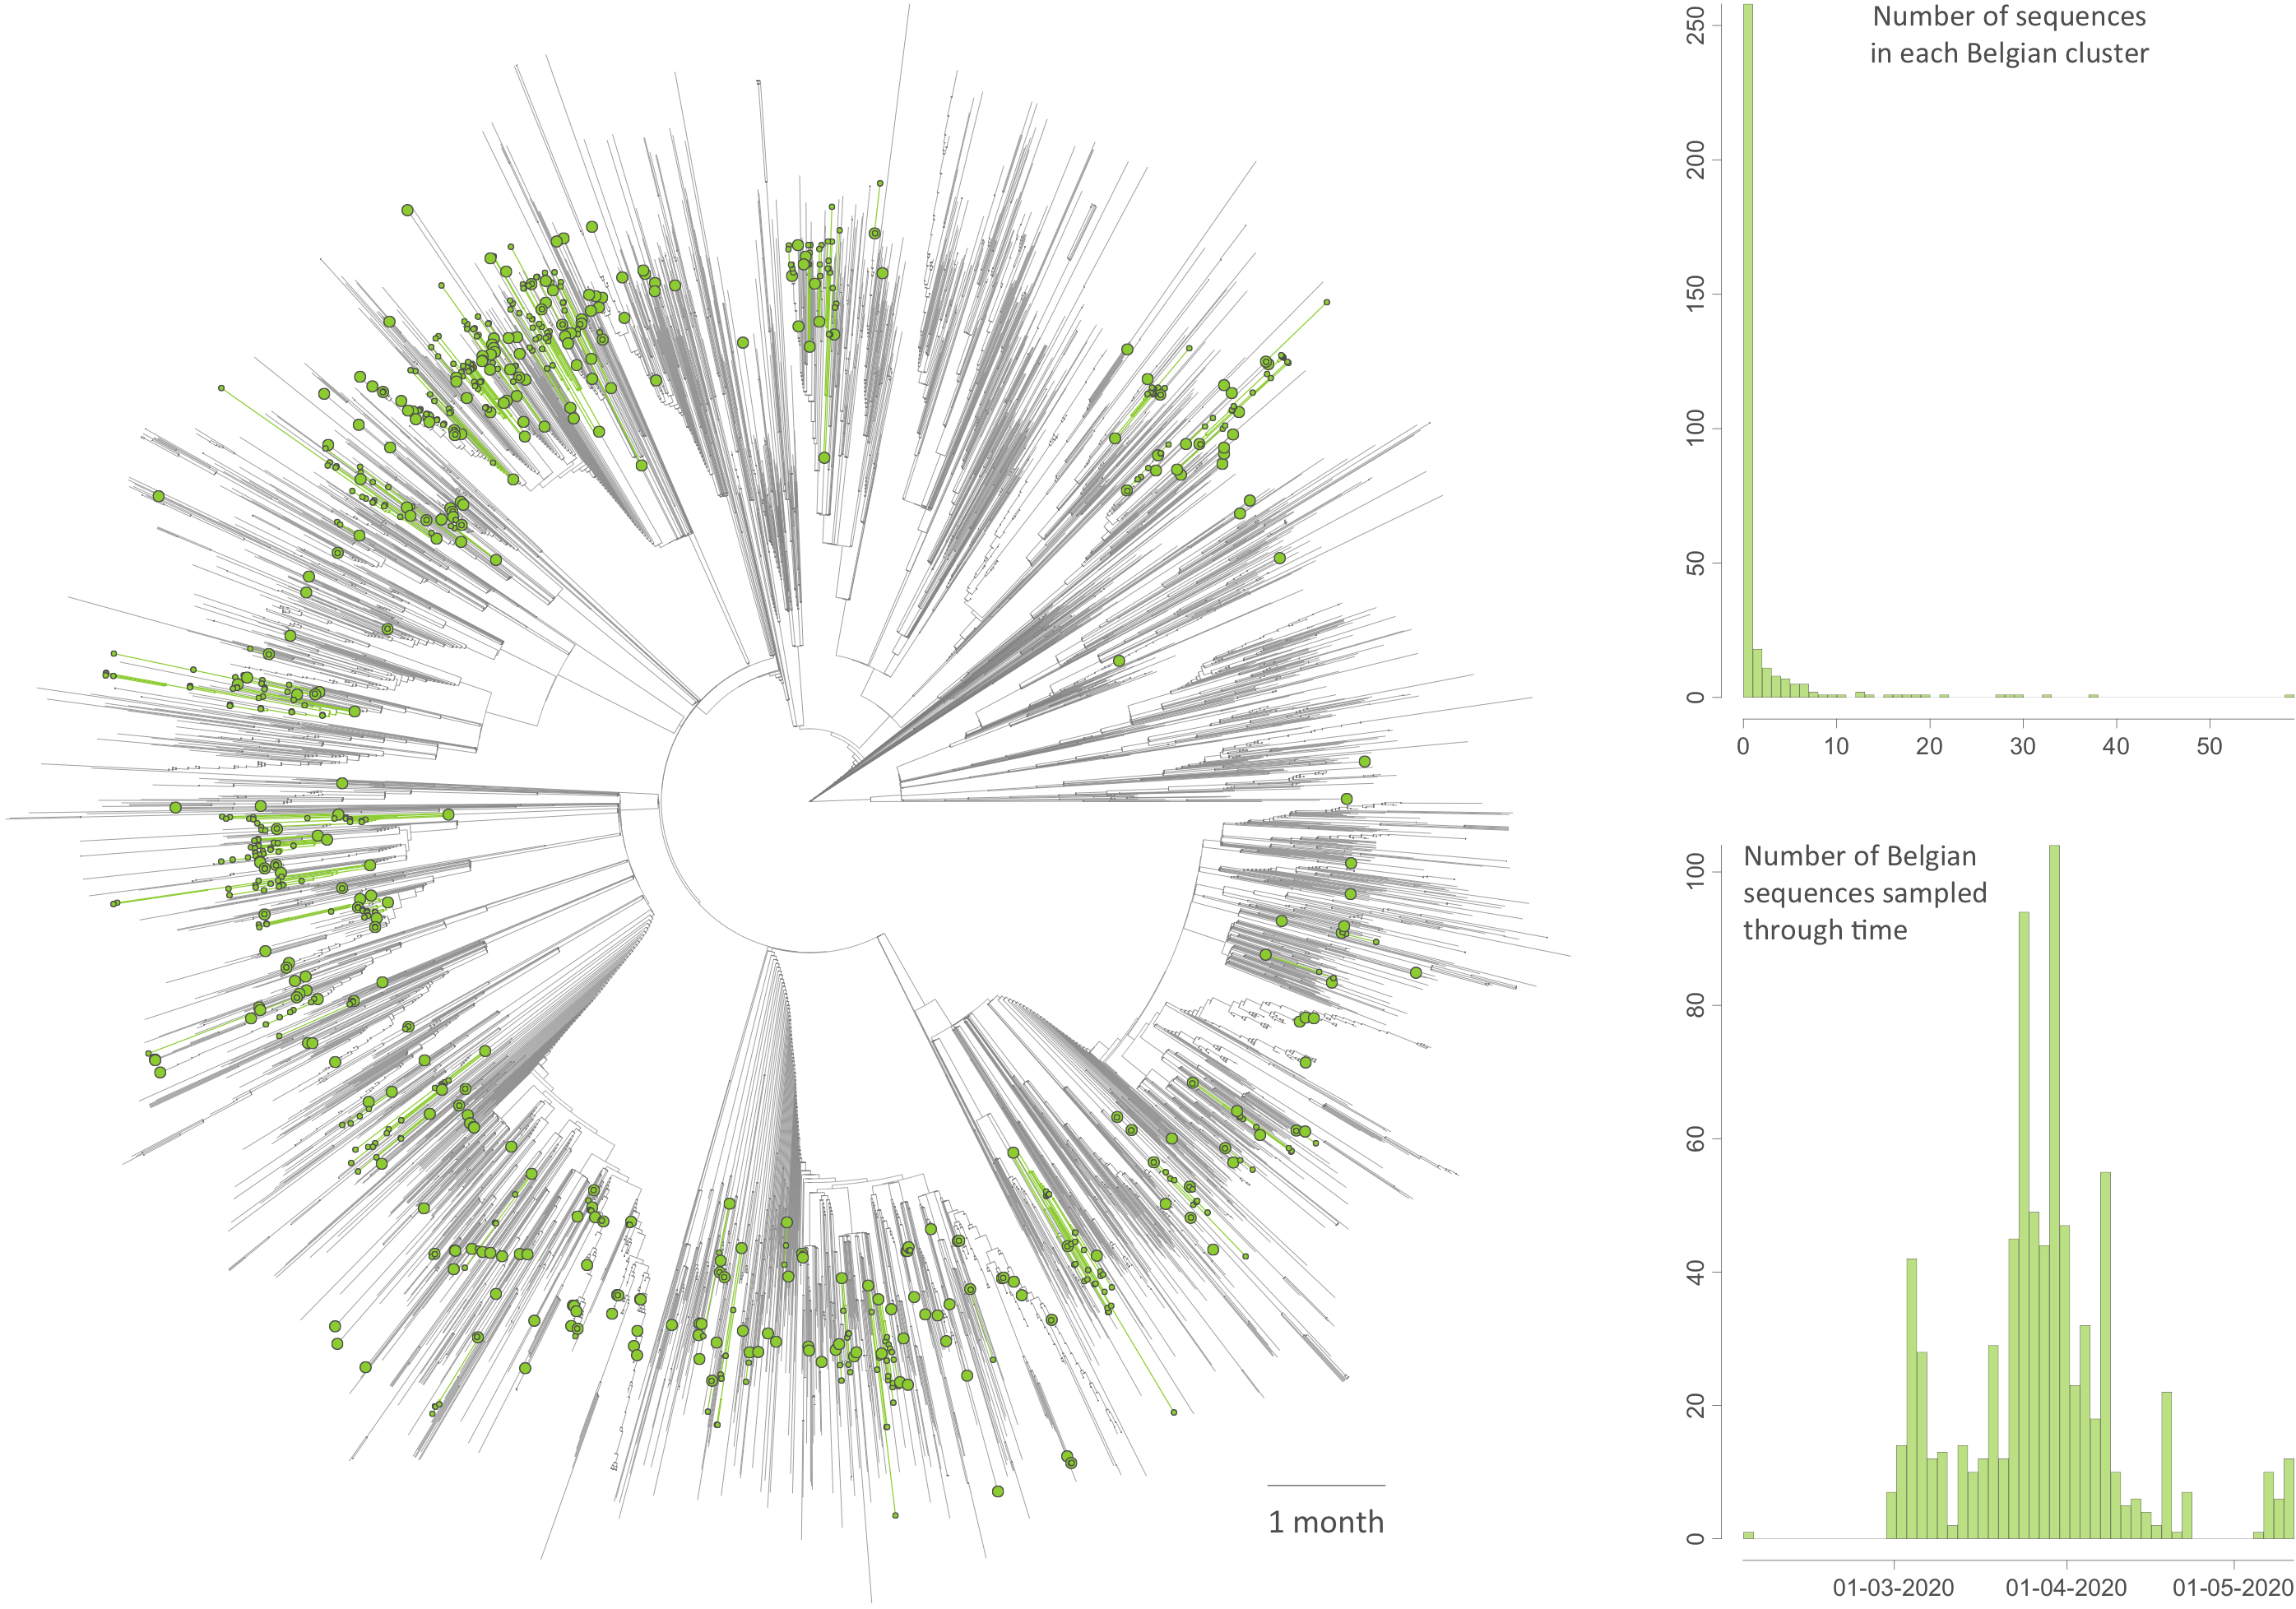 Number of sequences
in each Belgian cluster
250
200
150
100
50
0
0 10 20 30 40 50
Number of Belgian
sequences sampled
through time
100
80
60
40
20
0
01-03-2020 01-04-2020 01-05-2020
1 month